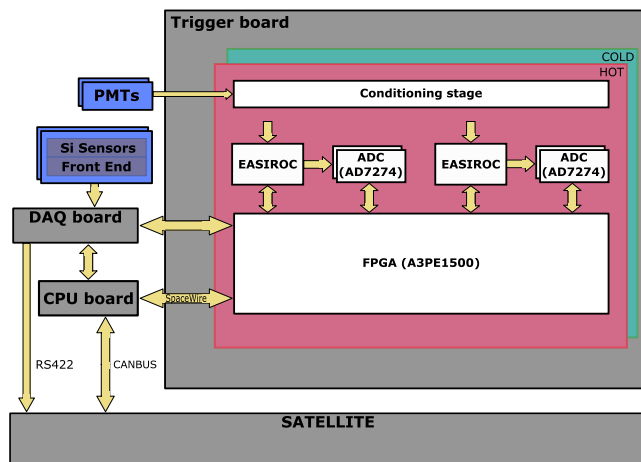 Trigger board
COLD
HOT
PMTs
Conditioning stage
Si Sensors
Front End
EASIROC
ADC
(AD7274)
EASIROC
ADC
(AD7274)
DAQ board
FPGA (A3PE1500)
CPU board
SpaceWire
RS422
CANBUS
SATELLITE